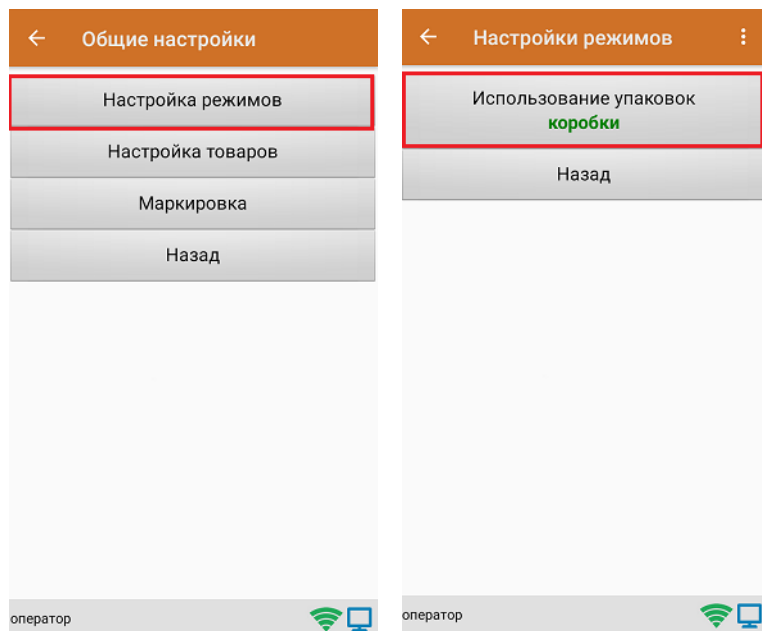 Общие настройки
Настройка режимов
Настройка товаров
Маркировка
Назад
оператор
Настройки режимов
Использование упаковок
коробки
Назад
оператор